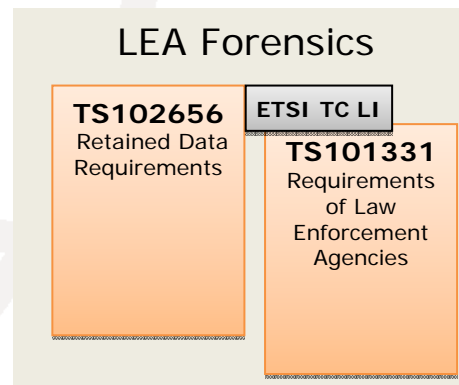 LEA Forensics
TS102656
Retained Data
Requirements
ETSI TC LI
TS101331
Requirements
of Law
Enforcement
Agencies